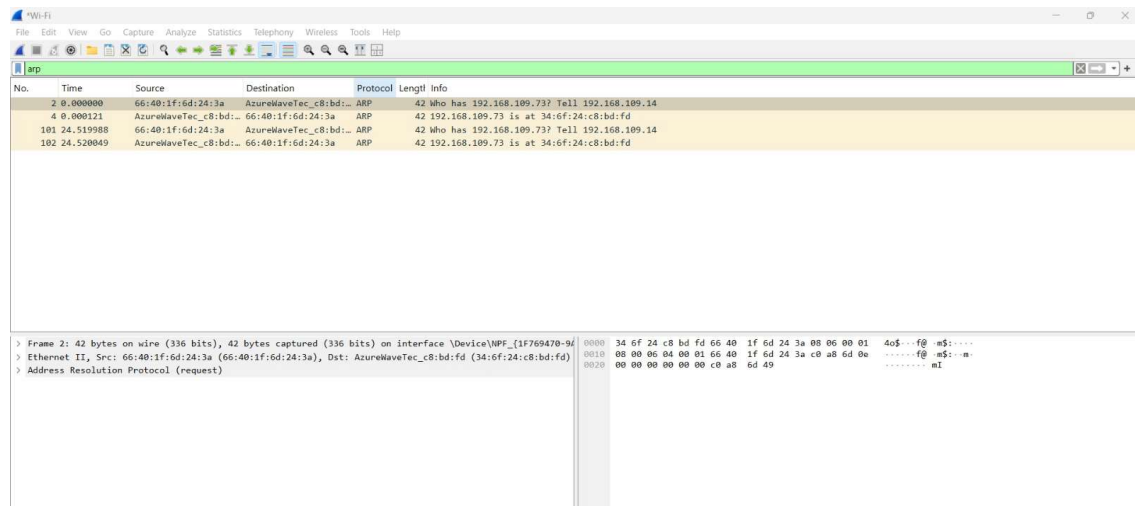 *Wi-Fi
File Edit View Go Capture Analyze Statistics Telephony Wireless Tools Help
arp
No. Time Source Destination Protocol Lengtl Info
2 0.000000 66:40:1f:6d:24:3a AzureWaveTec_c8:bd:… ARP 42 Who has 192.168.109.73? Tell 192.168.109.14
4 0.000121 AzureWaveTec_c8:bd:… 66:40:1f:6d:24:3a ARP 42 192.168.109.73 is at 34:6f:24:c8:bd:fd
101 24.519988 66:40:1f:6d:24:3a AzureWaveTec_c8:bd:… ARP 42 Who has 192.168.109.73? Tell 192.168.109.14
102 24.520049 AzureWaveTec_c8:bd:… 66:40:1f:6d:24:3a ARP 42 192.168.109.73 is at 34:6f:24:c8:bd:fd
> Frame 2: 42 bytes on wire (336 bits), 42 bytes captured (336 bits) on interface \Device\NPF_{1F769470-9A
> Ethernet II, Src: 66:40:1f:6d:24:3a (66:40:1f:6d:24:3a), Dst: AzureWaveTec_c8:bd:fd (34:6f:24:c8:bd:fd)
> Address Resolution Protocol (request)
0000 34 6f 24 c8 bd fd 66 40 1f 6d 24 3a 08 06 00 01 4o$···f@ ·m$:····
0010 08 00 06 04 00 01 66 40 1f 6d 24 3a c0 a8 6d 0e ······f@ ·m$:··m·
0020 00 00 00 00 00 00 c0 a8 6d 49 ········ mI